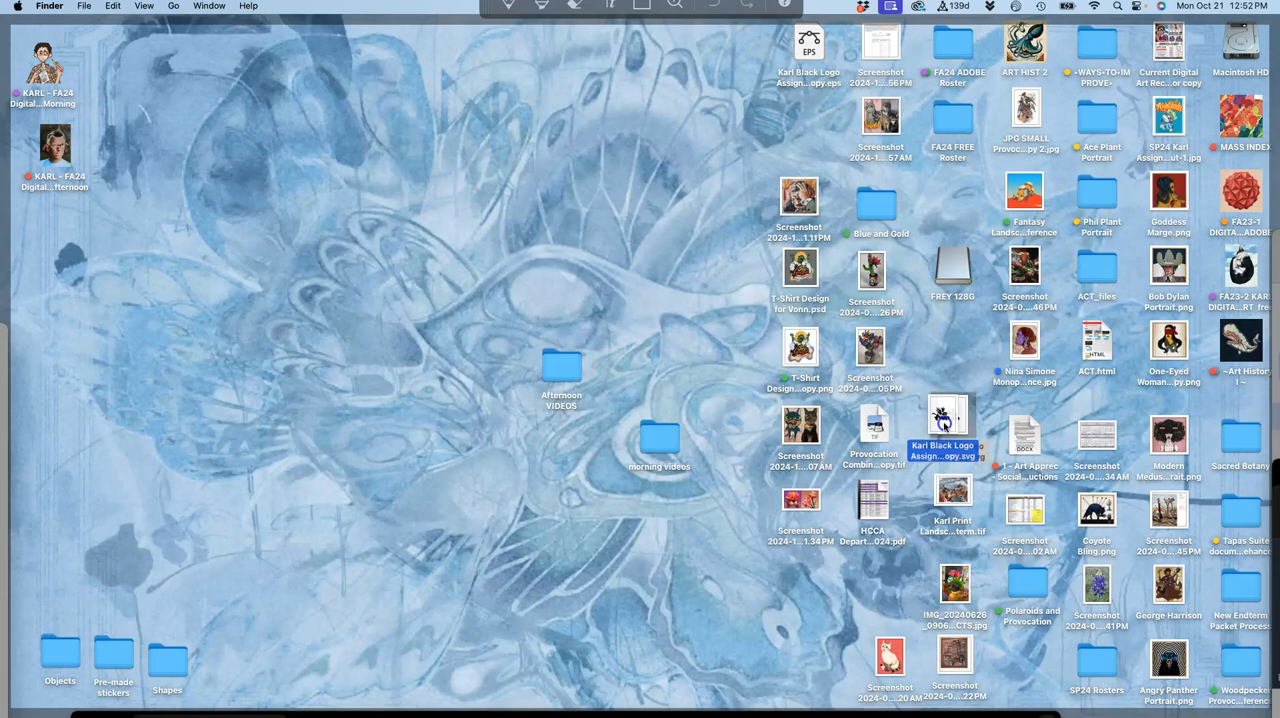 Finder File Edit View Go Window Help
139d
Mon Oct 21 12:52 PM
KARL - FA24
Digital...Morning
KARL - FA24
Digital...fternoon
Karl Black Logo
Assign...opy.eps
EPS
Screenshot
2024-1....56 PM
FA24 ADOBE
Roster
ART HIST 2
•WAYS•TO•IM
PROVE•
Current Digital
Art Rec...or copy
Macintosh HD
Screenshot
2024-1....57 AM
FA24 FREE
Roster
JPG SMALL
Provoc...py 2.jpg
Ace Plant
Portrait
SP24 Karl
Assign...ut-1.jpg
MASS INDEX
Screenshot
2024-1...1.11 PM
Blue and Gold
Fantasy
Landsc...ference
Phil Plant
Portrait
Goddess
Marge.png
FA23-1
DIGITA...ADOBE
T-Shirt Design
for Vonn.psd
Screenshot
2024-0....26 PM
FREY 128G
Screenshot
2024-0....46 PM
ACT_files
Bob Dylan
Portrait.png
FA23-2 KARL
DIGITA...RT free
T-Shirt
Design...opy.png
Screenshot
2024-0....05 PM
Nina Simone
Monop...nce.jpg
HTML
ACT.html
One-Eyed
Woman...py.png
~Art History
I ~
Afternoon
VIDEOS
morning videos
Screenshot
2024-1....07 AM
TIF
Provocation
Combin...opy.tif
Karl Black Logo
Assign...opy.svg
DOCX
1 - Art Apprec
- Social...uctions
Screenshot
2024-0....34 AM
Modern
Medus...rait.png
Sacred Botany
Screenshot
2024-1...1.34 PM
HCCA
Depart...024.pdf
Karl Print
Landsc...term.tif
Screenshot
2024-0....02 AM
Coyote
Bling.png
Screenshot
2024-0....45 PM
Tapas Suite
docum...ehance
IMG_20240626
_0906...CTS.jpg
Polaroids and
Provocation
Screenshot
2024-0....41 PM
George Harrison
New Endterm
Packet Process
Objects
Pre-made
stickers
Shapes
Screenshot
2024-0....20 AM
Screenshot
2024-0....22 PM
SP24 Rosters
Angry Panther
Portrait.png
Woodpecker
Provoc...ference